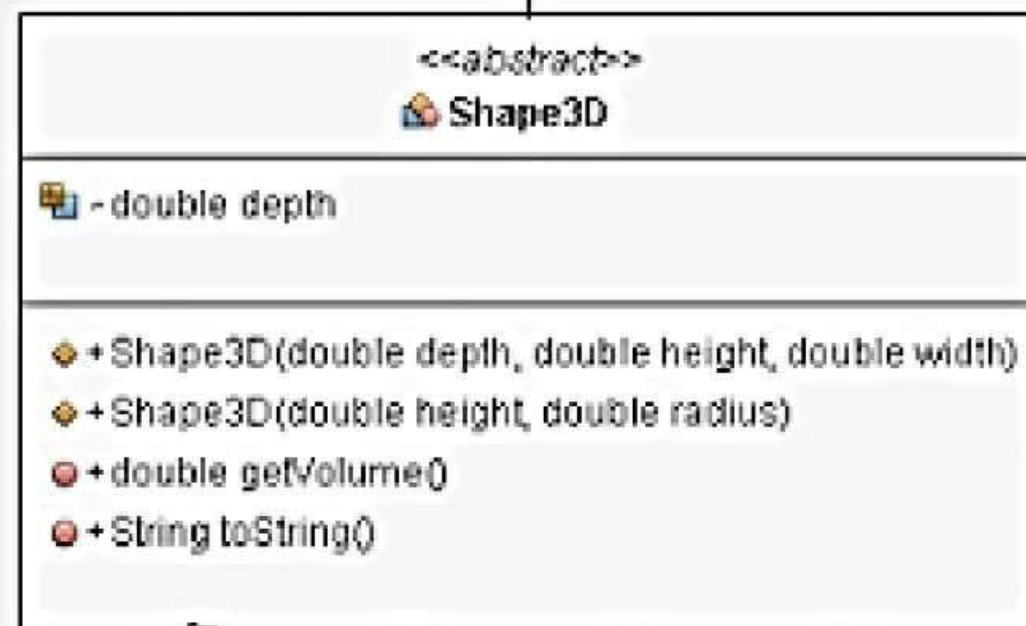 <<abstract>>
Shape3D
- double depth
+ Shape3D(double depth, double height, double width)
+ Shape3D(double height, double radius)
+ double getVolume()
+ String toString()